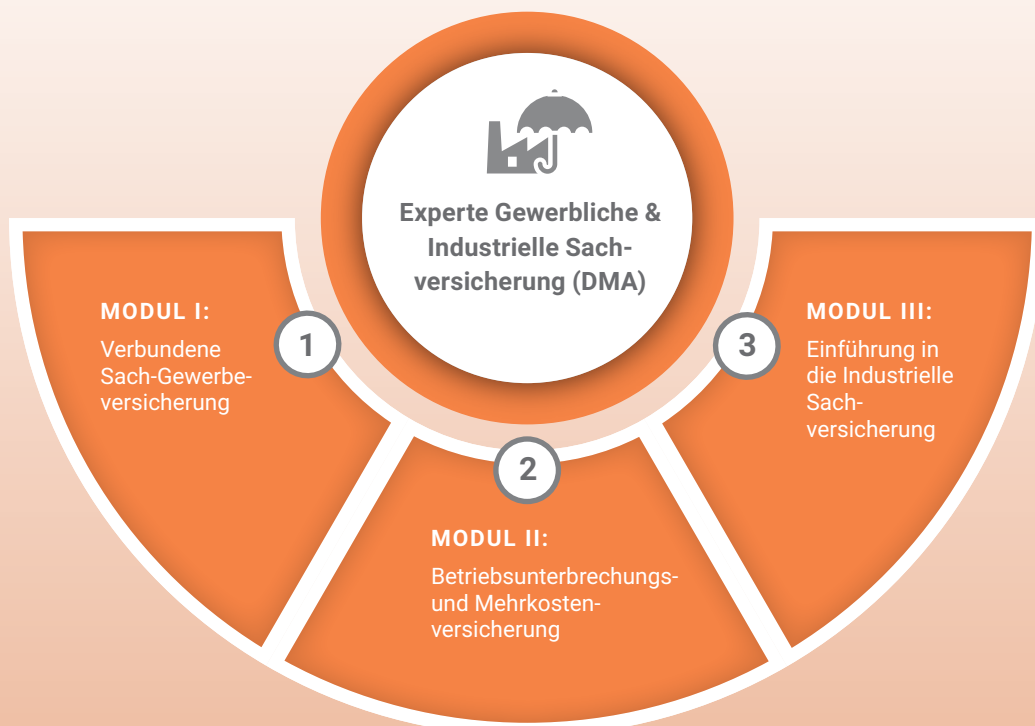 Experte Gewerbliche &
Industrielle Sach-
versicherung (DMA)
1
MODUL I:
Verbundene
Sach-Gewerbe-
versicherung
2
MODUL II:
Betriebsunterbrechungs-
und Mehrkosten-
versicherung
3
MODUL III:
Einführung in
die Industrielle
Sach-
versicherung